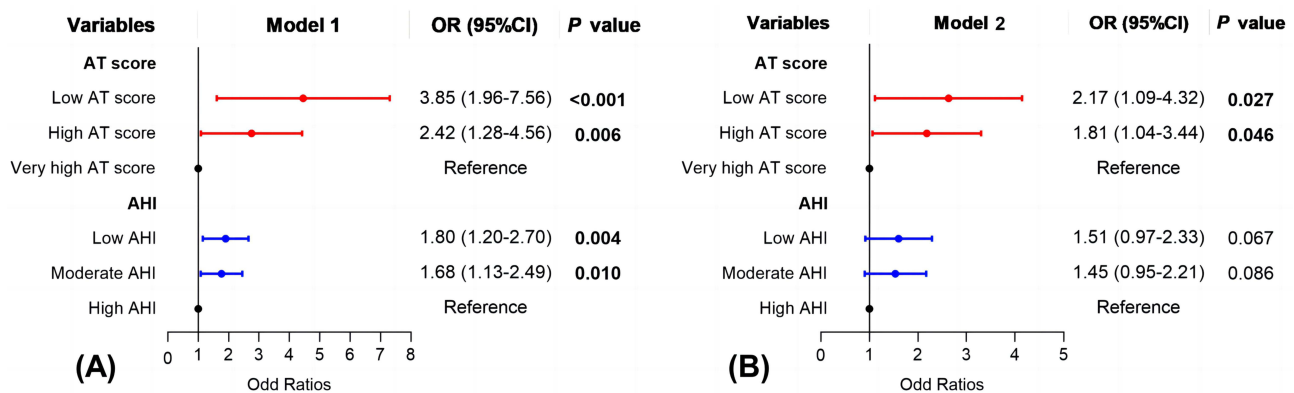 Variables Model 1 OR (95%CI) P value
AT score
Low AT score 3.85 (1.96-7.56) <0.001
High AT score 2.42 (1.28-4.56) 0.006
Very high AT score Reference
AHI
Low AHI 1.80 (1.20-2.70) 0.004
Moderate AHI 1.68 (1.13-2.49) 0.010
High AHI Reference
0 1 2 3 4 5 6 7 8
(A) Odd Ratios
Variables Model 2 OR (95%CI) P value
AT score
Low AT score 2.17 (1.09-4.32) 0.027
High AT score 1.81 (1.04-3.44) 0.046
Very high AT score Reference
AHI
Low AHI 1.51 (0.97-2.33) 0.067
Moderate AHI 1.45 (0.95-2.21) 0.086
High AHI Reference
0 1 2 3 4 5
(B) Odd Ratios